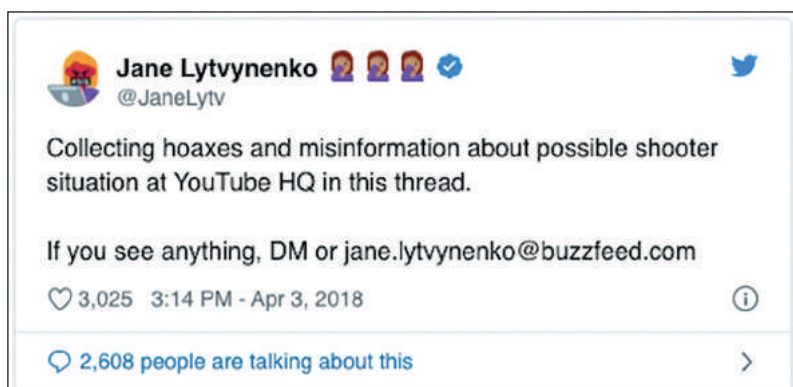 Jane Lytvynenko 🤦🏽‍♀️ 🤦🏽‍♀️ 🤦🏽‍♀️
@JaneLytv
Collecting hoaxes and misinformation about possible shooter
situation at YouTube HQ in this thread.
If you see anything, DM or jane.lytvynenko@buzzfeed.com
3,025 3:14 PM - Apr 3, 2018
2,608 people are talking about this